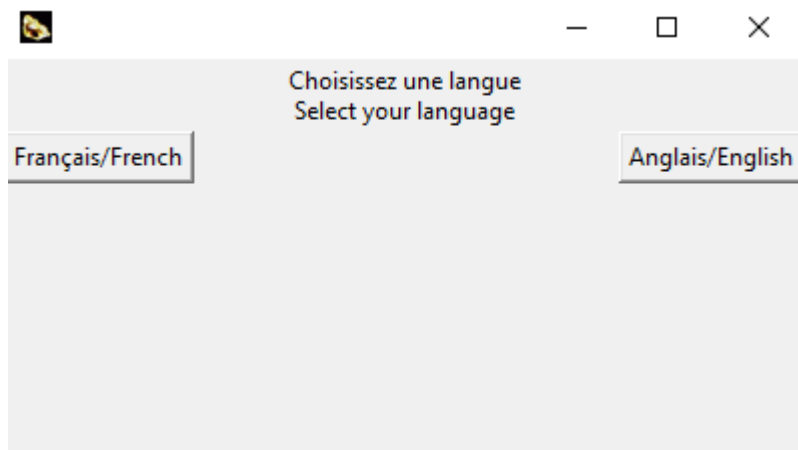 Choisissez une langue
Select your language
Français/French
Anglais/English